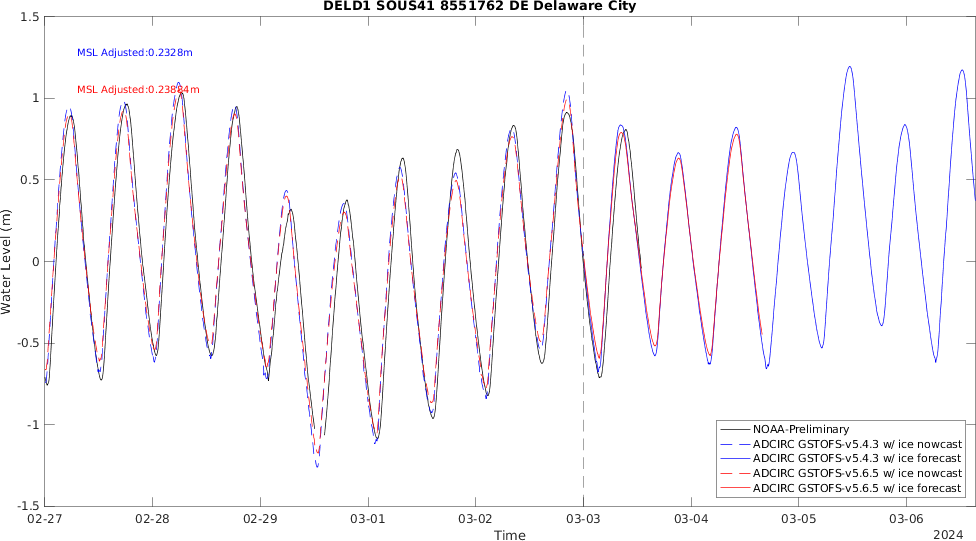 DELD1 SOUS41 8551762 DE Delaware City
1.5
MSL Adjusted:0.2328m
MSL Adjusted:0.23884m
1
0.5
0
-0.5
-1
-1.5
Water Level (m)
NOAA-Preliminary
ADCIRC GSTOFS-v5.4.3 w/ ice nowcast
ADCIRC GSTOFS-v5.4.3 w/ ice forecast
ADCIRC GSTOFS-v5.6.5 w/ ice nowcast
ADCIRC GSTOFS-v5.6.5 w/ ice forecast
02-27 02-28 02-29 03-01 03-02 03-03 03-04 03-05 03-06
Time
2024